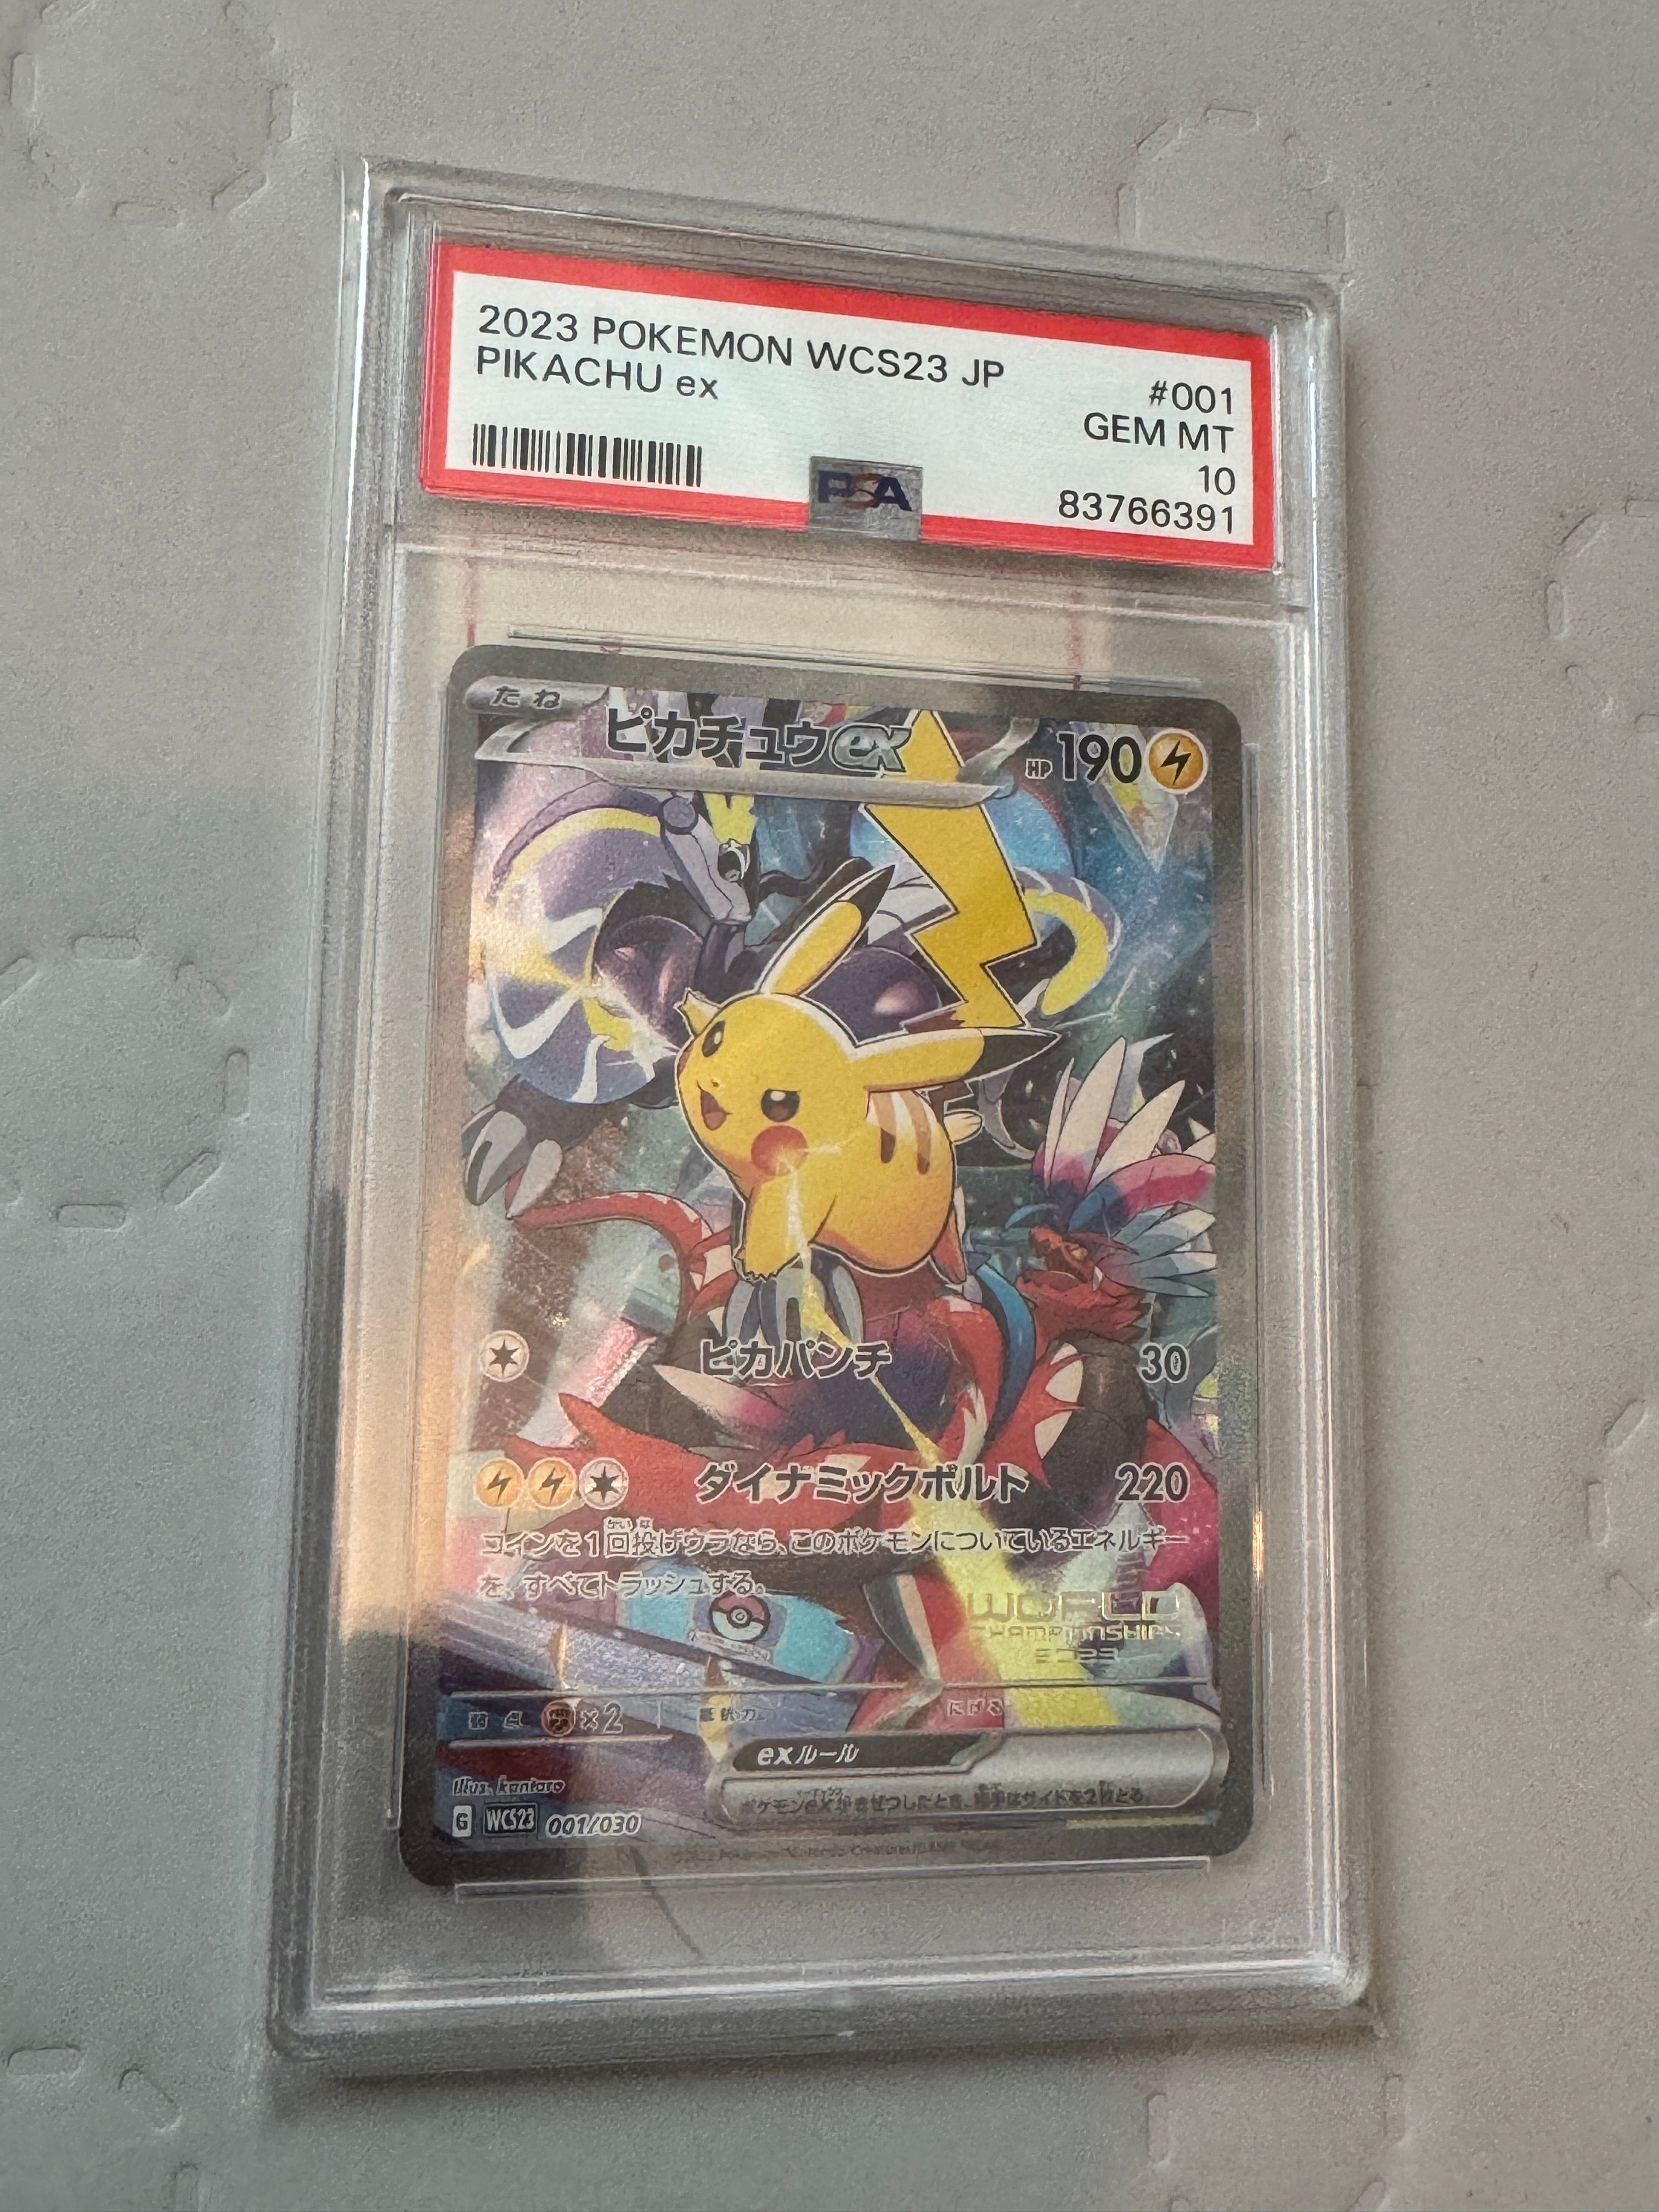 2023 POKEMON WCS23 JP
#001
PIKACHU ex
GEM MT
10
PSA
83766391
たね
ピカチュウex
HP 190
ピカパンチ 30
ダイナミックボルト 220
コインを1回投げウラなら、このポケモンについているエネルギー
を、すべてトラッシュする。
WORLD
CHAMPIONSHIPS
2023
×2 抵抗力 にげる
exルール
ポケモンexがきぜつしたとき、相手はサイドを2枚とる。
Illus. kantaro
G WCS23 001/030